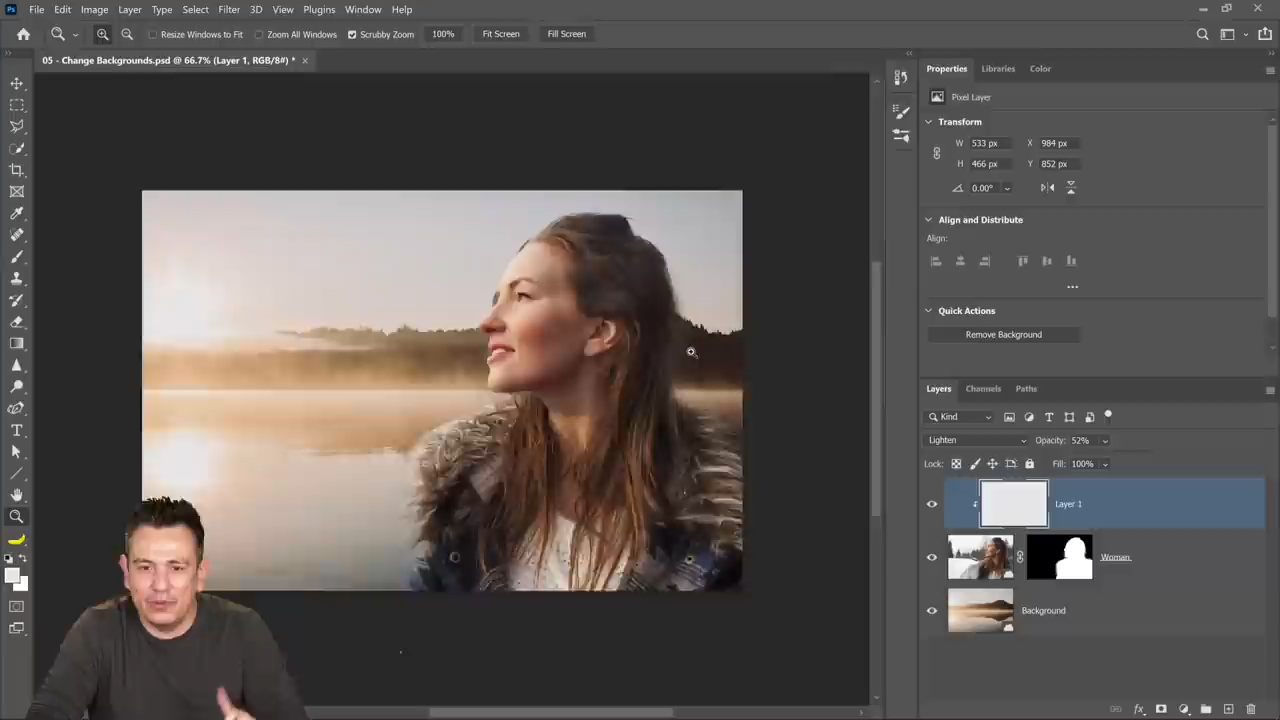 Ps File Edit Image Layer Type Select Filter 3D View Plugins Window Help
Resize Windows to Fit Zoom All Windows Scrubby Zoom 100% Fit Screen Fill Screen
05 - Change Backgrounds.psd @ 66.7% (Layer 1, RGB/8#) * ×
Properties Libraries Color
Pixel Layer
Transform
W 533 px X 984 px
H 466 px Y 852 px
0.00°
Align and Distribute
Align:
Quick Actions
Remove Background
Layers Channels Paths
Kind
Lighten Opacity: 52%
Lock: Fill: 100%
Layer 1
Woman
Background